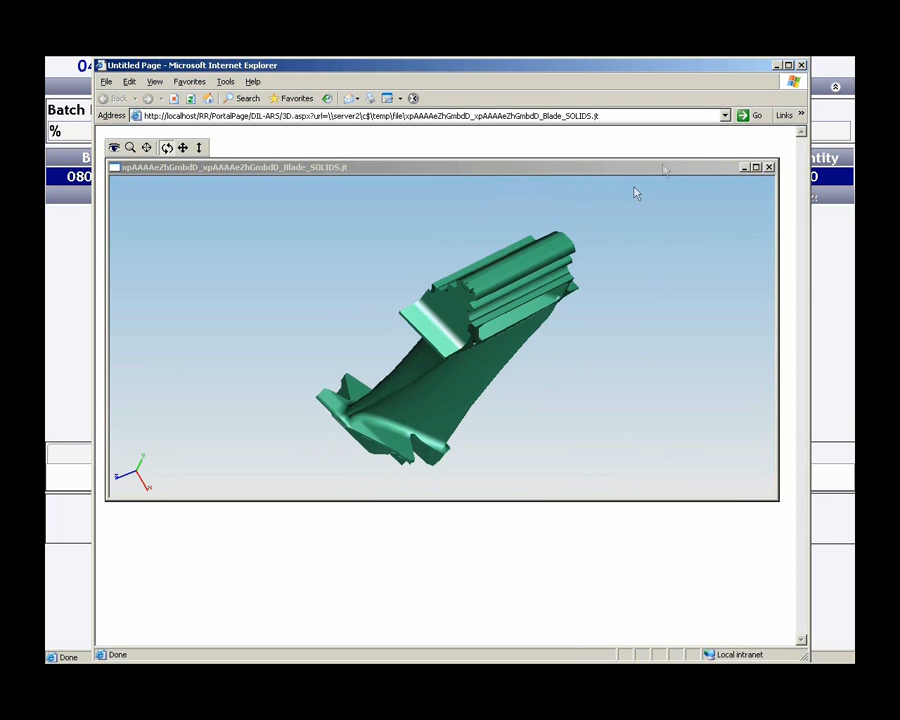 04
Untitled Page - Microsoft Internet Explorer
File Edit View Favorites Tools Help
Back Search Favorites
Address http://localhost/RR/PortalPage/DIL-ARS/3D.aspx?url=\\server2\c$\temp\file\xpAAAAeZhGmbdD_xpAAAAeZhGmbdD_Blade_SOLIDS.jt Go Links »
Batch
%
B
ntity
080
0
xpAAAAeZhGmbdD_xpAAAAeZhGmbdD_Blade_SOLIDS.jt
Done Local intranet
Done